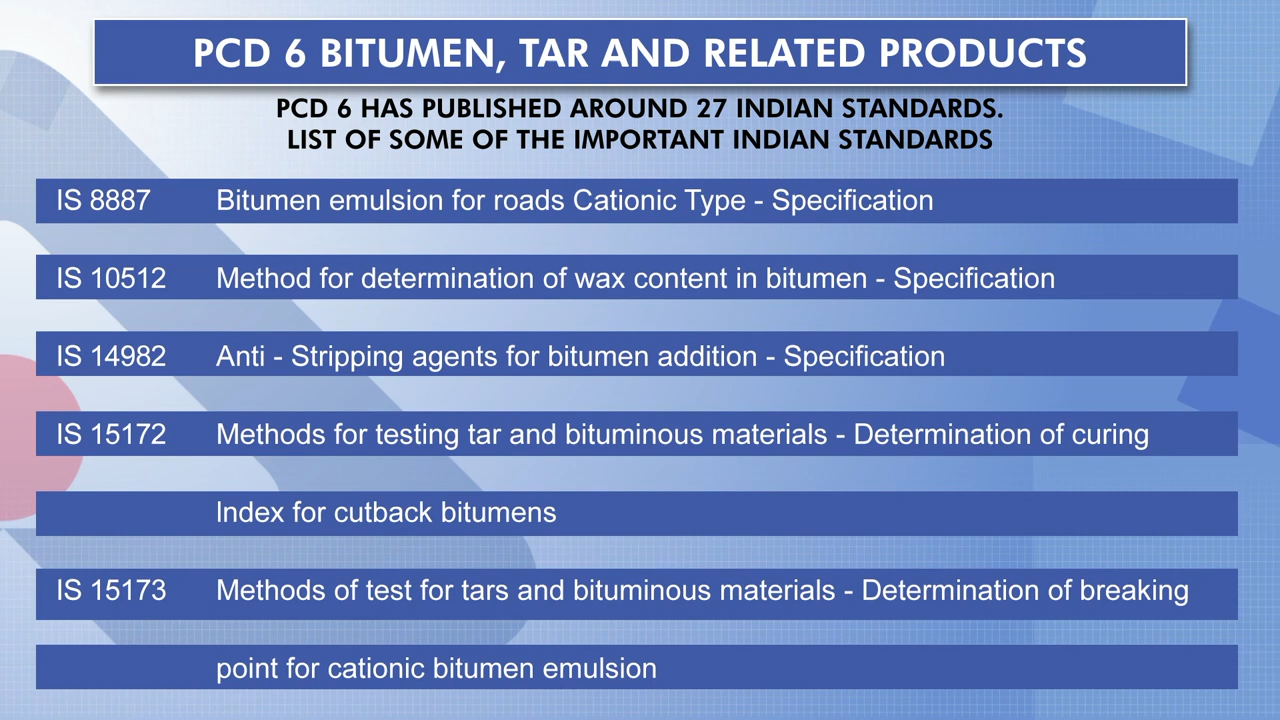 PCD 6 BITUMEN, TAR AND RELATED PRODUCTS
PCD 6 HAS PUBLISHED AROUND 27 INDIAN STANDARDS.
LIST OF SOME OF THE IMPORTANT INDIAN STANDARDS
IS 8887 Bitumen emulsion for roads Cationic Type - Specification
IS 10512 Method for determination of wax content in bitumen - Specification
IS 14982 Anti - Stripping agents for bitumen addition - Specification
IS 15172 Methods for testing tar and bituminous materials - Determination of curing
Index for cutback bitumens
IS 15173 Methods of test for tars and bituminous materials - Determination of breaking
point for cationic bitumen emulsion